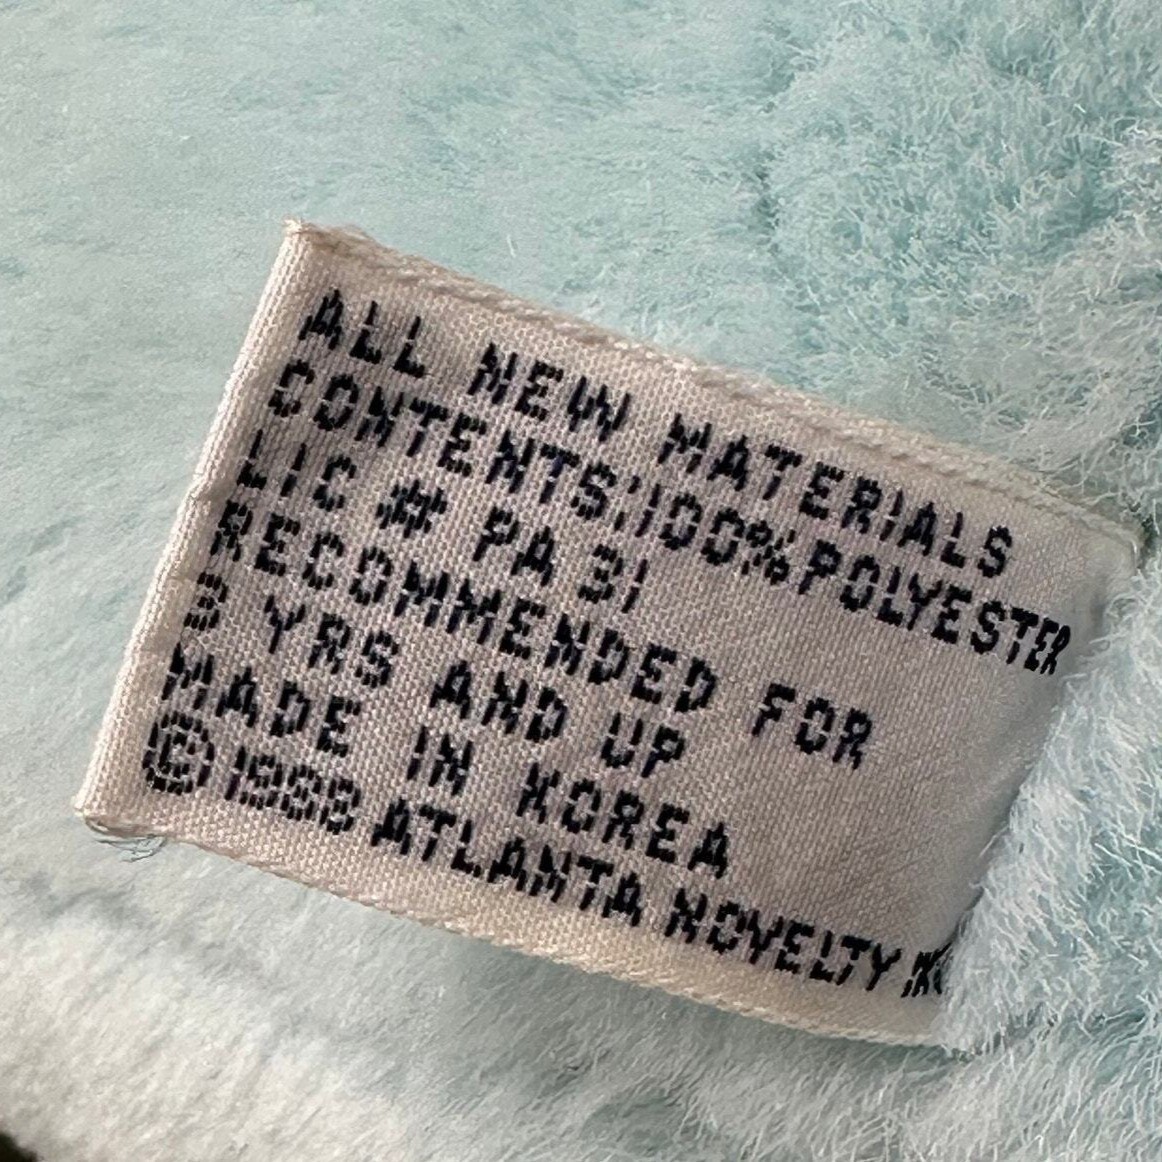 ALL NEW MATERIALS
CONTENTS:100% POLYESTER
LIC # PA 31
RECOMMENDED FOR
3 YRS AND UP
MADE IN KOREA
© 1988 ATLANTA NOVELTY